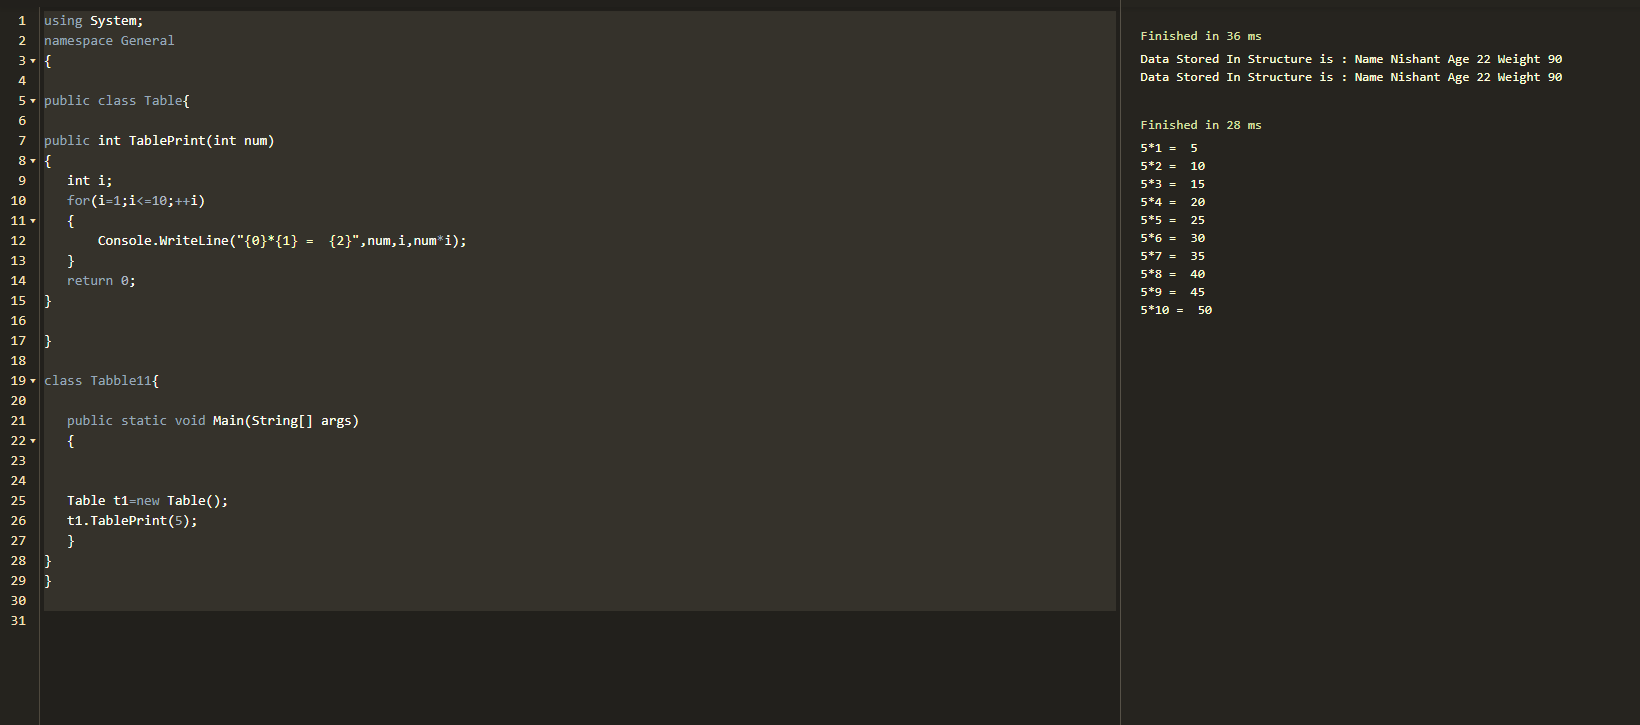 1 using System;
2 namespace General
3 {
4
5 public class Table{
6
7 public int TablePrint(int num)
8 {
9    int i;
10    for(i=1;i<=10;++i)
11    {
12        Console.WriteLine("{0}*{1} =  {2}",num,i,num*i);
13    }
14    return 0;
15 }
16
17 }
18
19 class Tabble11{
20
21    public static void Main(String[] args)
22    {
23
24
25    Table t1=new Table();
26    t1.TablePrint(5);
27    }
28 }
29 }
30
31
Finished in 36 ms
Data Stored In Structure is : Name Nishant Age 22 Weight 90
Data Stored In Structure is : Name Nishant Age 22 Weight 90
Finished in 28 ms
5*1 =  5
5*2 =  10
5*3 =  15
5*4 =  20
5*5 =  25
5*6 =  30
5*7 =  35
5*8 =  40
5*9 =  45
5*10 =  50